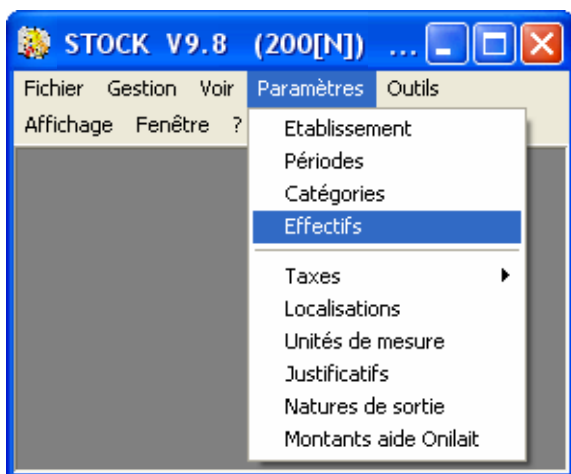 STOCK V9.8 (200[N]) ...
Fichier Gestion Voir Paramètres Outils
Affichage Fenêtre ?
Etablissement
Périodes
Catégories
Effectifs
Taxes
Localisations
Unités de mesure
Justificatifs
Natures de sortie
Montants aide Onilait